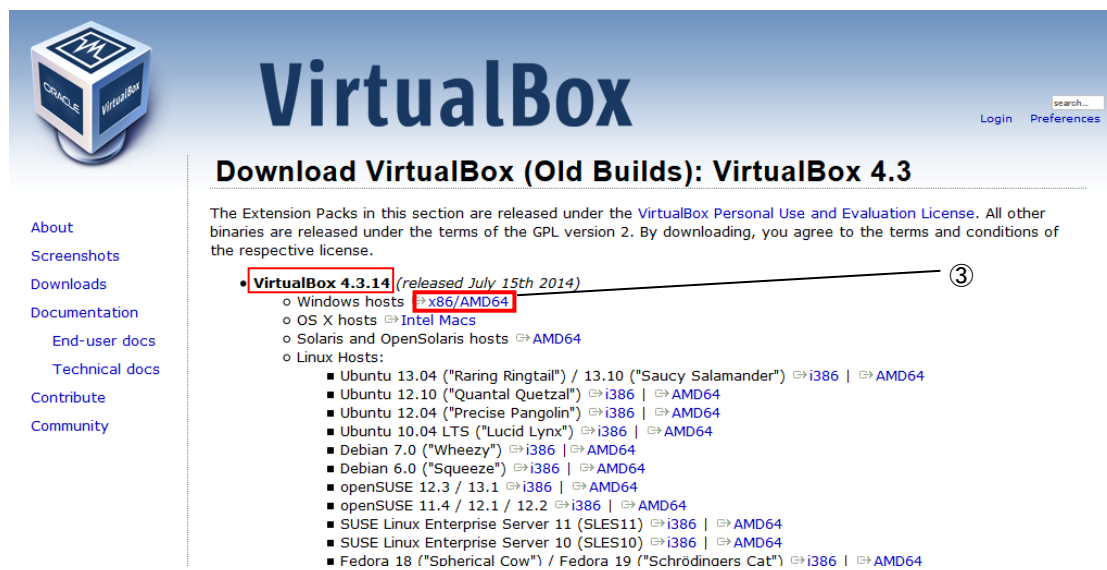 ORACLE
VirtualBox
VirtualBox
search...
Login Preferences
Download VirtualBox (Old Builds): VirtualBox 4.3
The Extension Packs in this section are released under the VirtualBox Personal Use and Evaluation License. All other
binaries are released under the terms of the GPL version 2. By downloading, you agree to the terms and conditions of
the respective license.
About
Screenshots
Downloads
Documentation
End-user docs
Technical docs
Contribute
Community
• VirtualBox 4.3.14 (released July 15th 2014)
③
Windows hosts x86/AMD64
OS X hosts Intel Macs
Solaris and OpenSolaris hosts AMD64
Linux Hosts:
Ubuntu 13.04 ("Raring Ringtail") / 13.10 ("Saucy Salamander") i386 | AMD64
Ubuntu 12.10 ("Quantal Quetzal") i386 | AMD64
Ubuntu 12.04 ("Precise Pangolin") i386 | AMD64
Ubuntu 10.04 LTS ("Lucid Lynx") i386 | AMD64
Debian 7.0 ("Wheezy") i386 | AMD64
Debian 6.0 ("Squeeze") i386 | AMD64
openSUSE 12.3 / 13.1 i386 | AMD64
openSUSE 11.4 / 12.1 / 12.2 i386 | AMD64
SUSE Linux Enterprise Server 11 (SLES11) i386 | AMD64
SUSE Linux Enterprise Server 10 (SLES10) i386 | AMD64
Fedora 18 ("Spherical Cow") / Fedora 19 ("Schrödingers Cat") i386 | AMD64